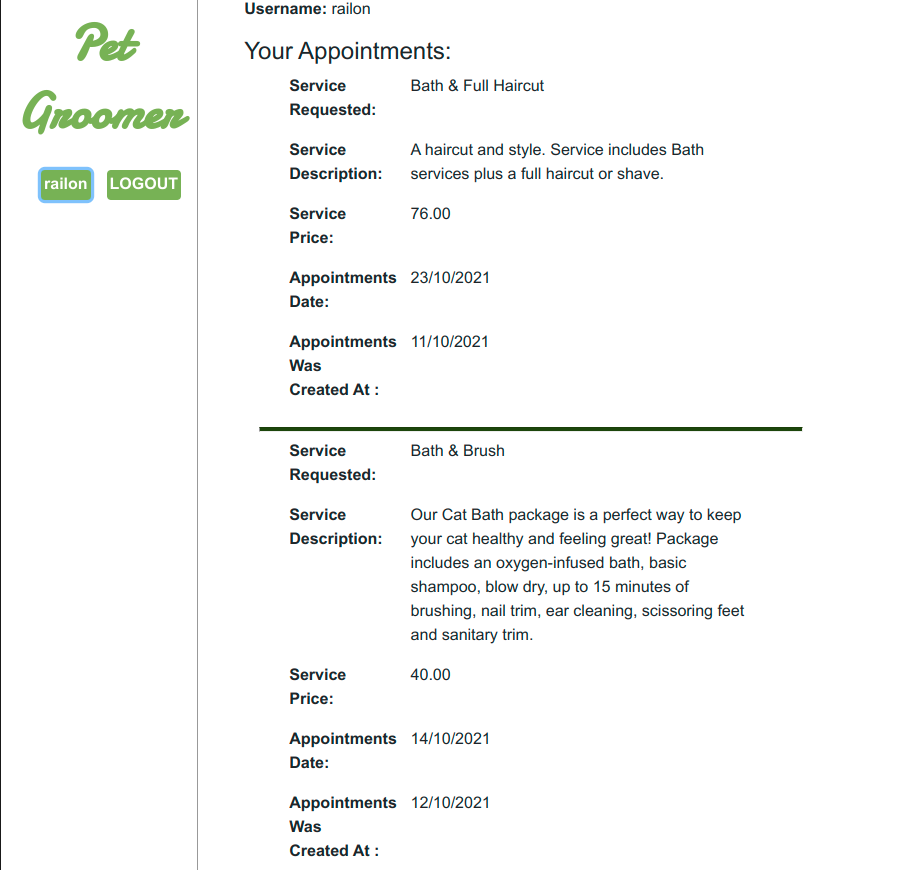 Pet
Groomer
railon LOGOUT
Username: railon
Your Appointments:
Service Bath & Full Haircut
Requested:
Service A haircut and style. Service includes Bath
Description: services plus a full haircut or shave.
Service 76.00
Price:
Appointments 23/10/2021
Date:
Appointments 11/10/2021
Was
Created At :
Service Bath & Brush
Requested:
Service Our Cat Bath package is a perfect way to keep
Description: your cat healthy and feeling great! Package
includes an oxygen-infused bath, basic
shampoo, blow dry, up to 15 minutes of
brushing, nail trim, ear cleaning, scissoring feet
and sanitary trim.
Service 40.00
Price:
Appointments 14/10/2021
Date:
Appointments 12/10/2021
Was
Created At :